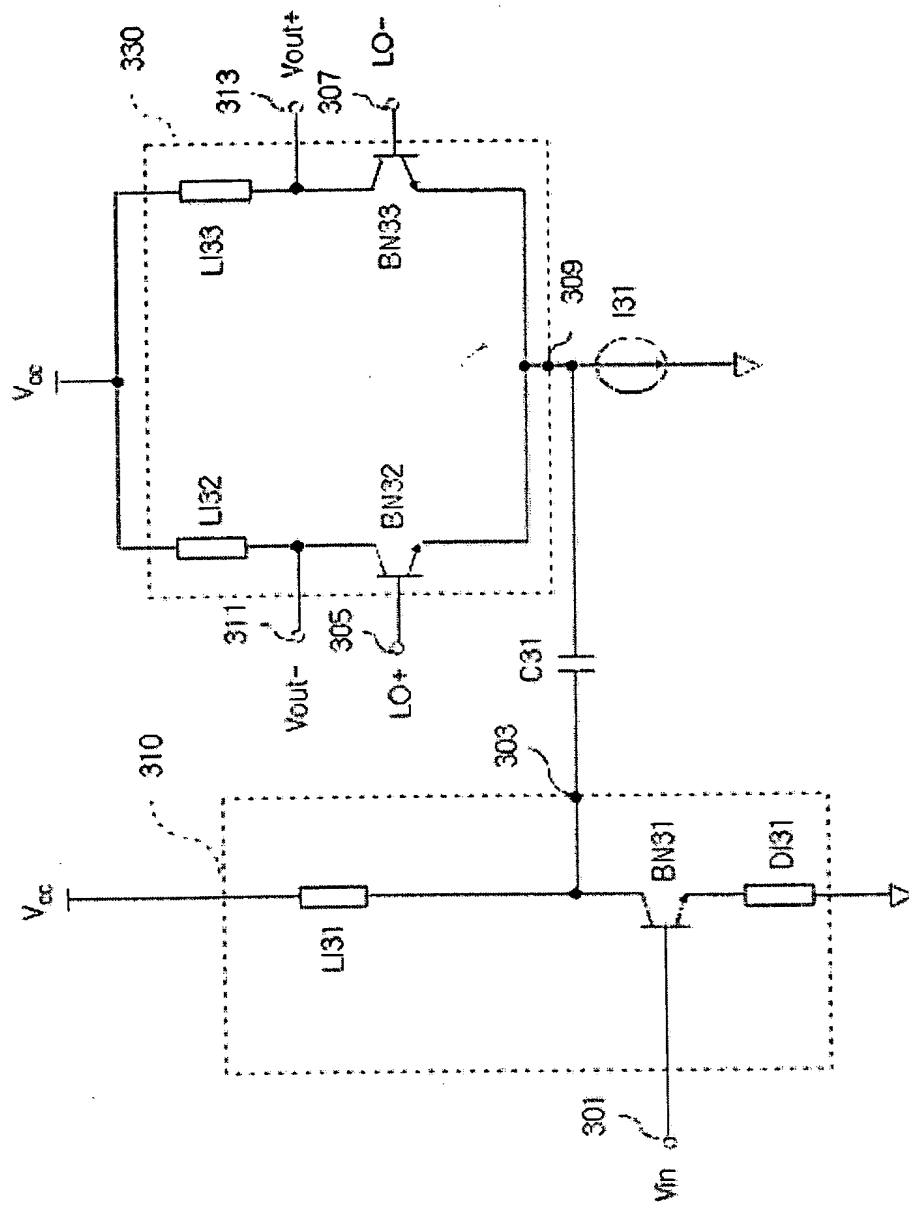 Vcc
310
LI31
303
BN31
DI31
301
Vin
C31
Vcc
330
LI32
LI33
311
Vout-
313
Vout+
305
LO+
307
LO-
BN32
BN33
309
I31